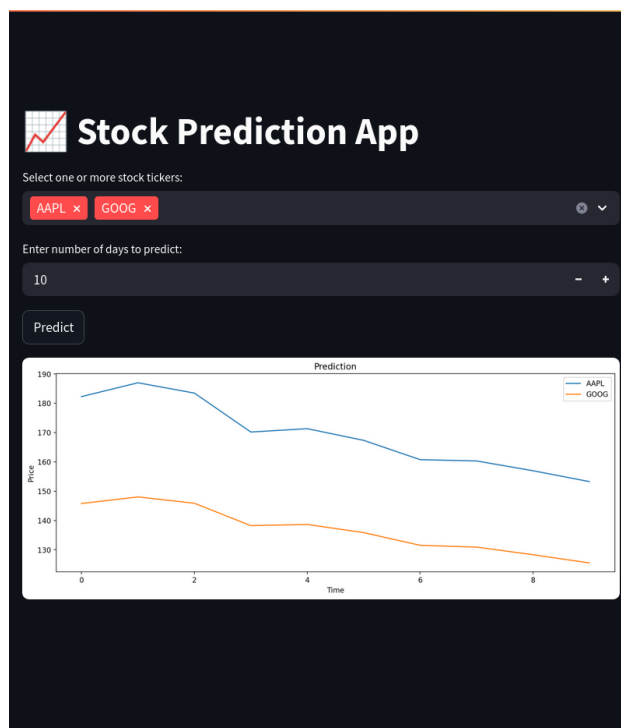 📈 Stock Prediction App
Select one or more stock tickers:
AAPL × GOOG ×
Enter number of days to predict:
10 − +
Predict
Prediction
AAPL
GOOG
190
180
170
160
150
140
130
Price
0 2 4 6 8
Time